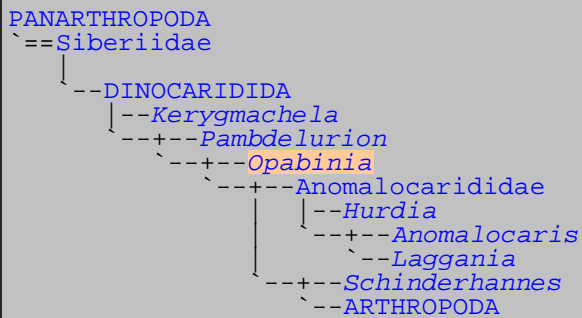 PANARTHROPODA
`==Siberiidae
   |
   `--DINOCARIDIDA
      |--Kerygmachela
      `--+--Pambdelurion
         `--+--Opabinia
            `--+--Anomalocarididae
               |  |--Hurdia
               |  `--+--Anomalocaris
               |     `--Laggania
               `--+--Schinderhannes
                  `--ARTHROPODA